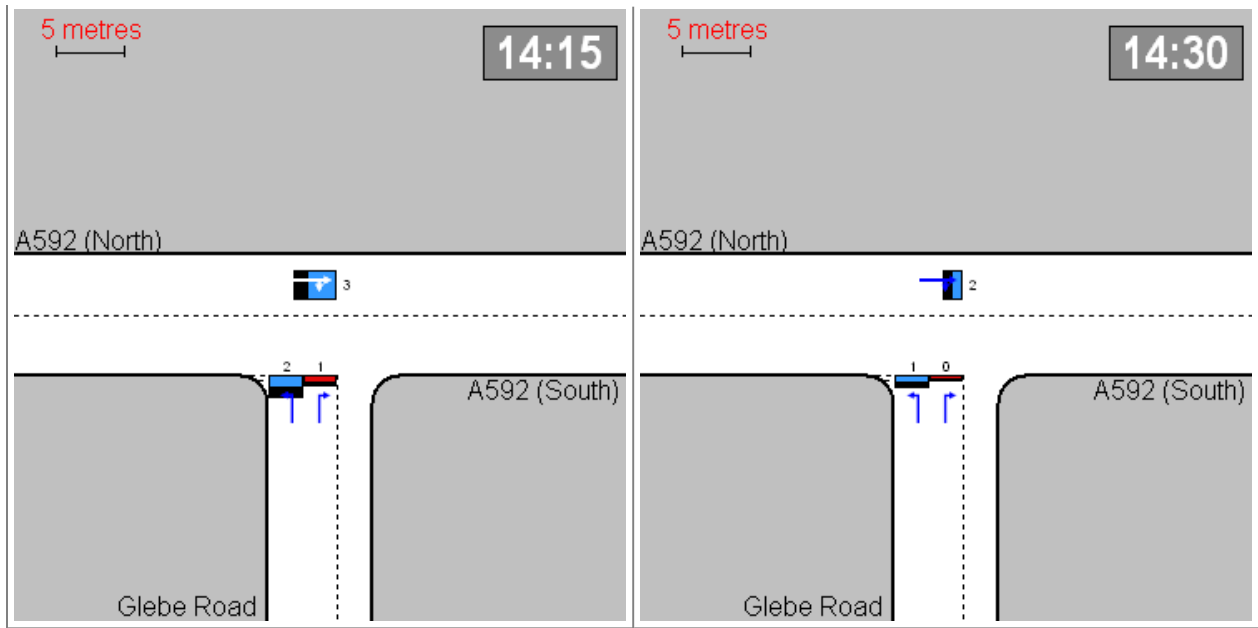 5 metres
14:15
A592 (North)
3
2 1
A592 (South)
Glebe Road
5 metres
14:30
A592 (North)
2
1 0
A592 (South)
Glebe Road